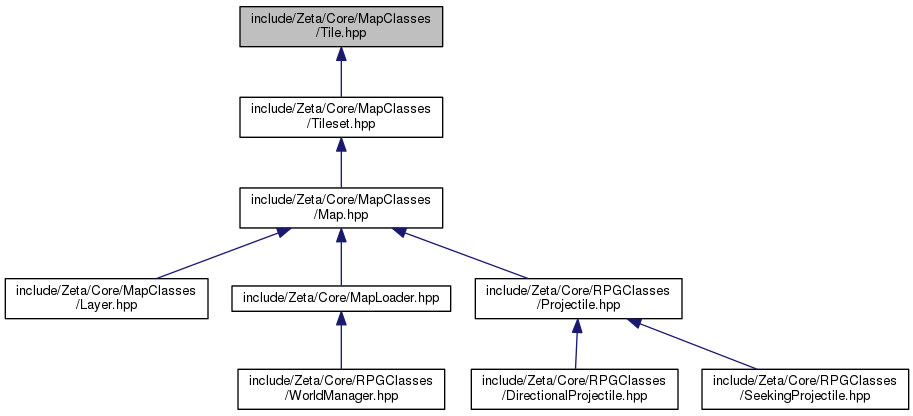 include/Zeta/Core/MapClasses
/Tile.hpp
include/Zeta/Core/MapClasses
/Tileset.hpp
include/Zeta/Core/MapClasses
/Map.hpp
include/Zeta/Core/MapClasses
/Layer.hpp
include/Zeta/Core/MapLoader.hpp
include/Zeta/Core/RPGClasses
/Projectile.hpp
include/Zeta/Core/RPGClasses
/WorldManager.hpp
include/Zeta/Core/RPGClasses
/DirectionalProjectile.hpp
include/Zeta/Core/RPGClasses
/SeekingProjectile.hpp